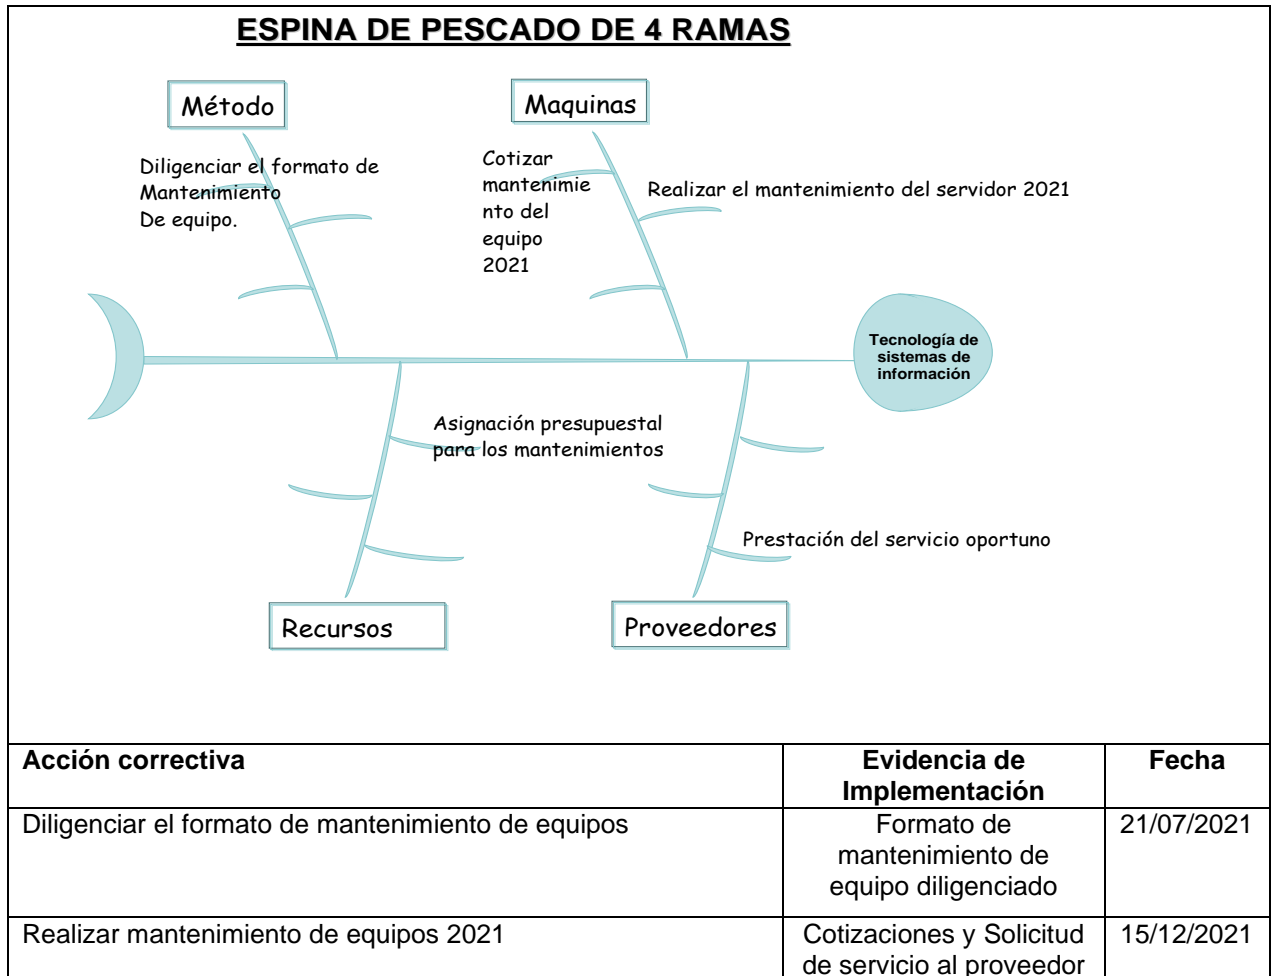 ESPINA DE PESCADO DE 4 RAMAS
Método
Maquinas
Diligenciar el formato de
Mantenimiento
De equipo.
Cotizar
mantenimie
nto del
equipo
2021
Realizar el mantenimiento del servidor 2021
Tecnología de
sistemas de
información
Asignación presupuestal
para los mantenimientos
Prestación del servicio oportuno
Recursos
Proveedores
Acción correctiva
Evidencia de
Implementación
Fecha
Diligenciar el formato de mantenimiento de equipos
Formato de
mantenimiento de
equipo diligenciado
21/07/2021
Realizar mantenimiento de equipos 2021
Cotizaciones y Solicitud
de servicio al proveedor
15/12/2021